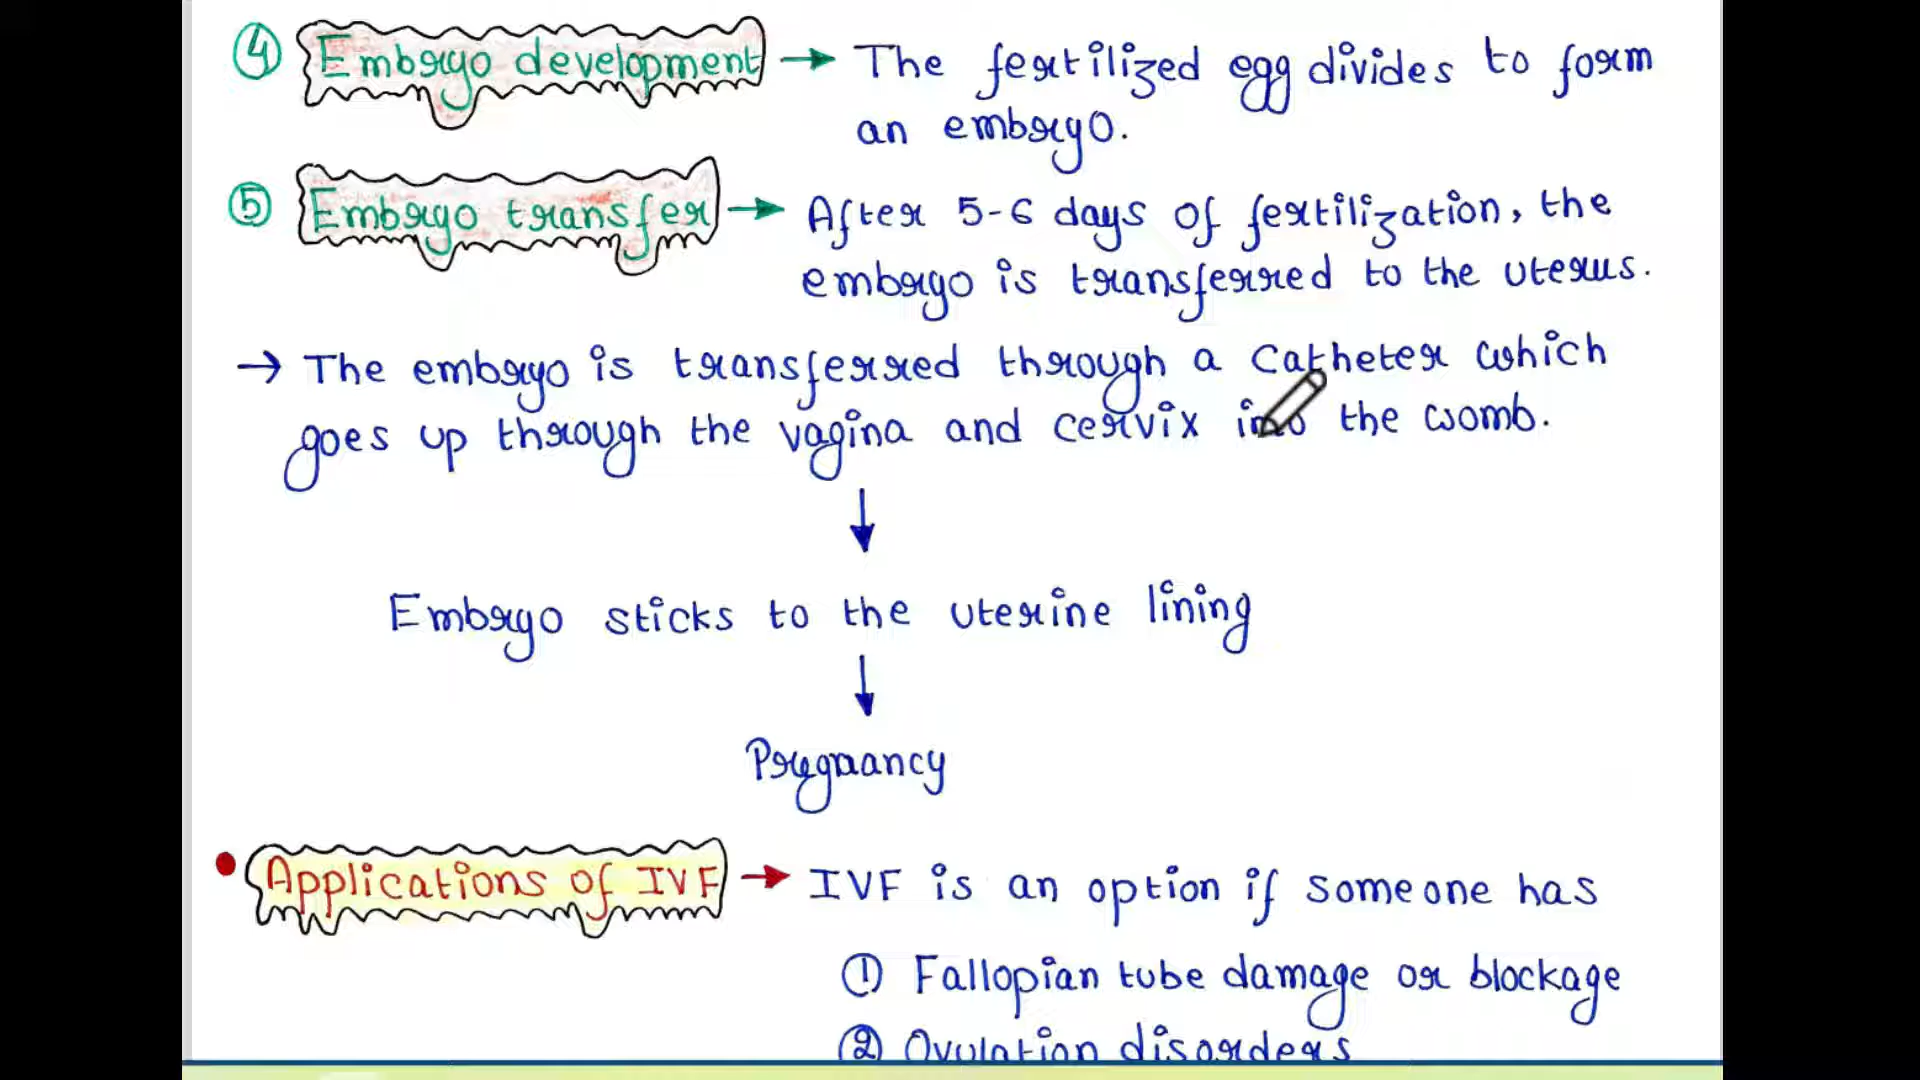 ④ Embryo development → The fertilized egg divides to form
an embryo.
⑤ Embryo transfer → After 5-6 days of fertilization, the
embryo is transferred to the uterus.
→ The embryo is transferred through a catheter which
goes up through the vagina and cervix into the womb.
↓
Embryo sticks to the uterine lining
↓
Pregnancy
• Applications of IVF → IVF is an option if someone has
① Fallopian tube damage or blockage
② Ovulation disorders